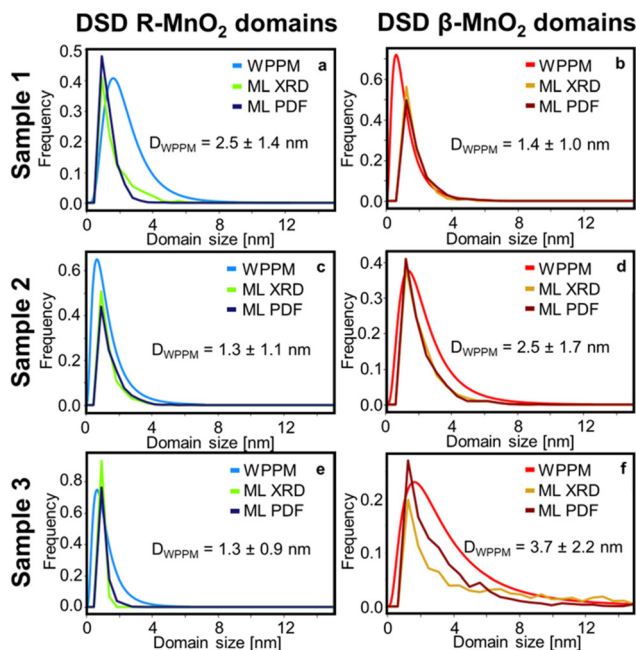 DSD R-MnO₂ domains
DSD β-MnO₂ domains
Sample 1
Frequency
0.5
0.4
0.3
0.2
0.1
0.0
a
WPPM
ML XRD
ML PDF
D_WPPM = 2.5 ± 1.4 nm
0 4 8 12
Domain size [nm]
Frequency
0.6
0.4
0.2
0.0
b
WPPM
ML XRD
ML PDF
D_WPPM = 1.4 ± 1.0 nm
0 4 8 12
Domain size [nm]
Sample 2
Frequency
0.6
0.4
0.2
0.0
c
WPPM
ML XRD
ML PDF
D_WPPM = 1.3 ± 1.1 nm
0 4 8 12
Domain size [nm]
Frequency
0.4
0.3
0.2
0.1
0.0
d
WPPM
ML XRD
ML PDF
D_WPPM = 2.5 ± 1.7 nm
0 4 8 12
Domain size [nm]
Sample 3
Frequency
0.8
0.6
0.4
0.2
0.0
e
WPPM
ML XRD
ML PDF
D_WPPM = 1.3 ± 0.9 nm
0 4 8 12
Domain size [nm]
Frequency
0.2
0.1
0.0
f
WPPM
ML XRD
ML PDF
D_WPPM = 3.7 ± 2.2 nm
0 4 8 12
Domain size [nm]